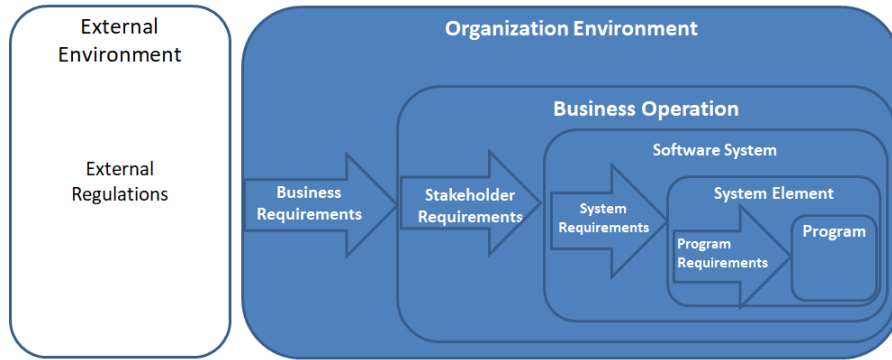 External
Environment
External
Regulations
Organization Environment
Business Operation
Software System
System Element
Program
Business
Requirements
Stakeholder
Requirements
System
Requirements
Program
Requirements